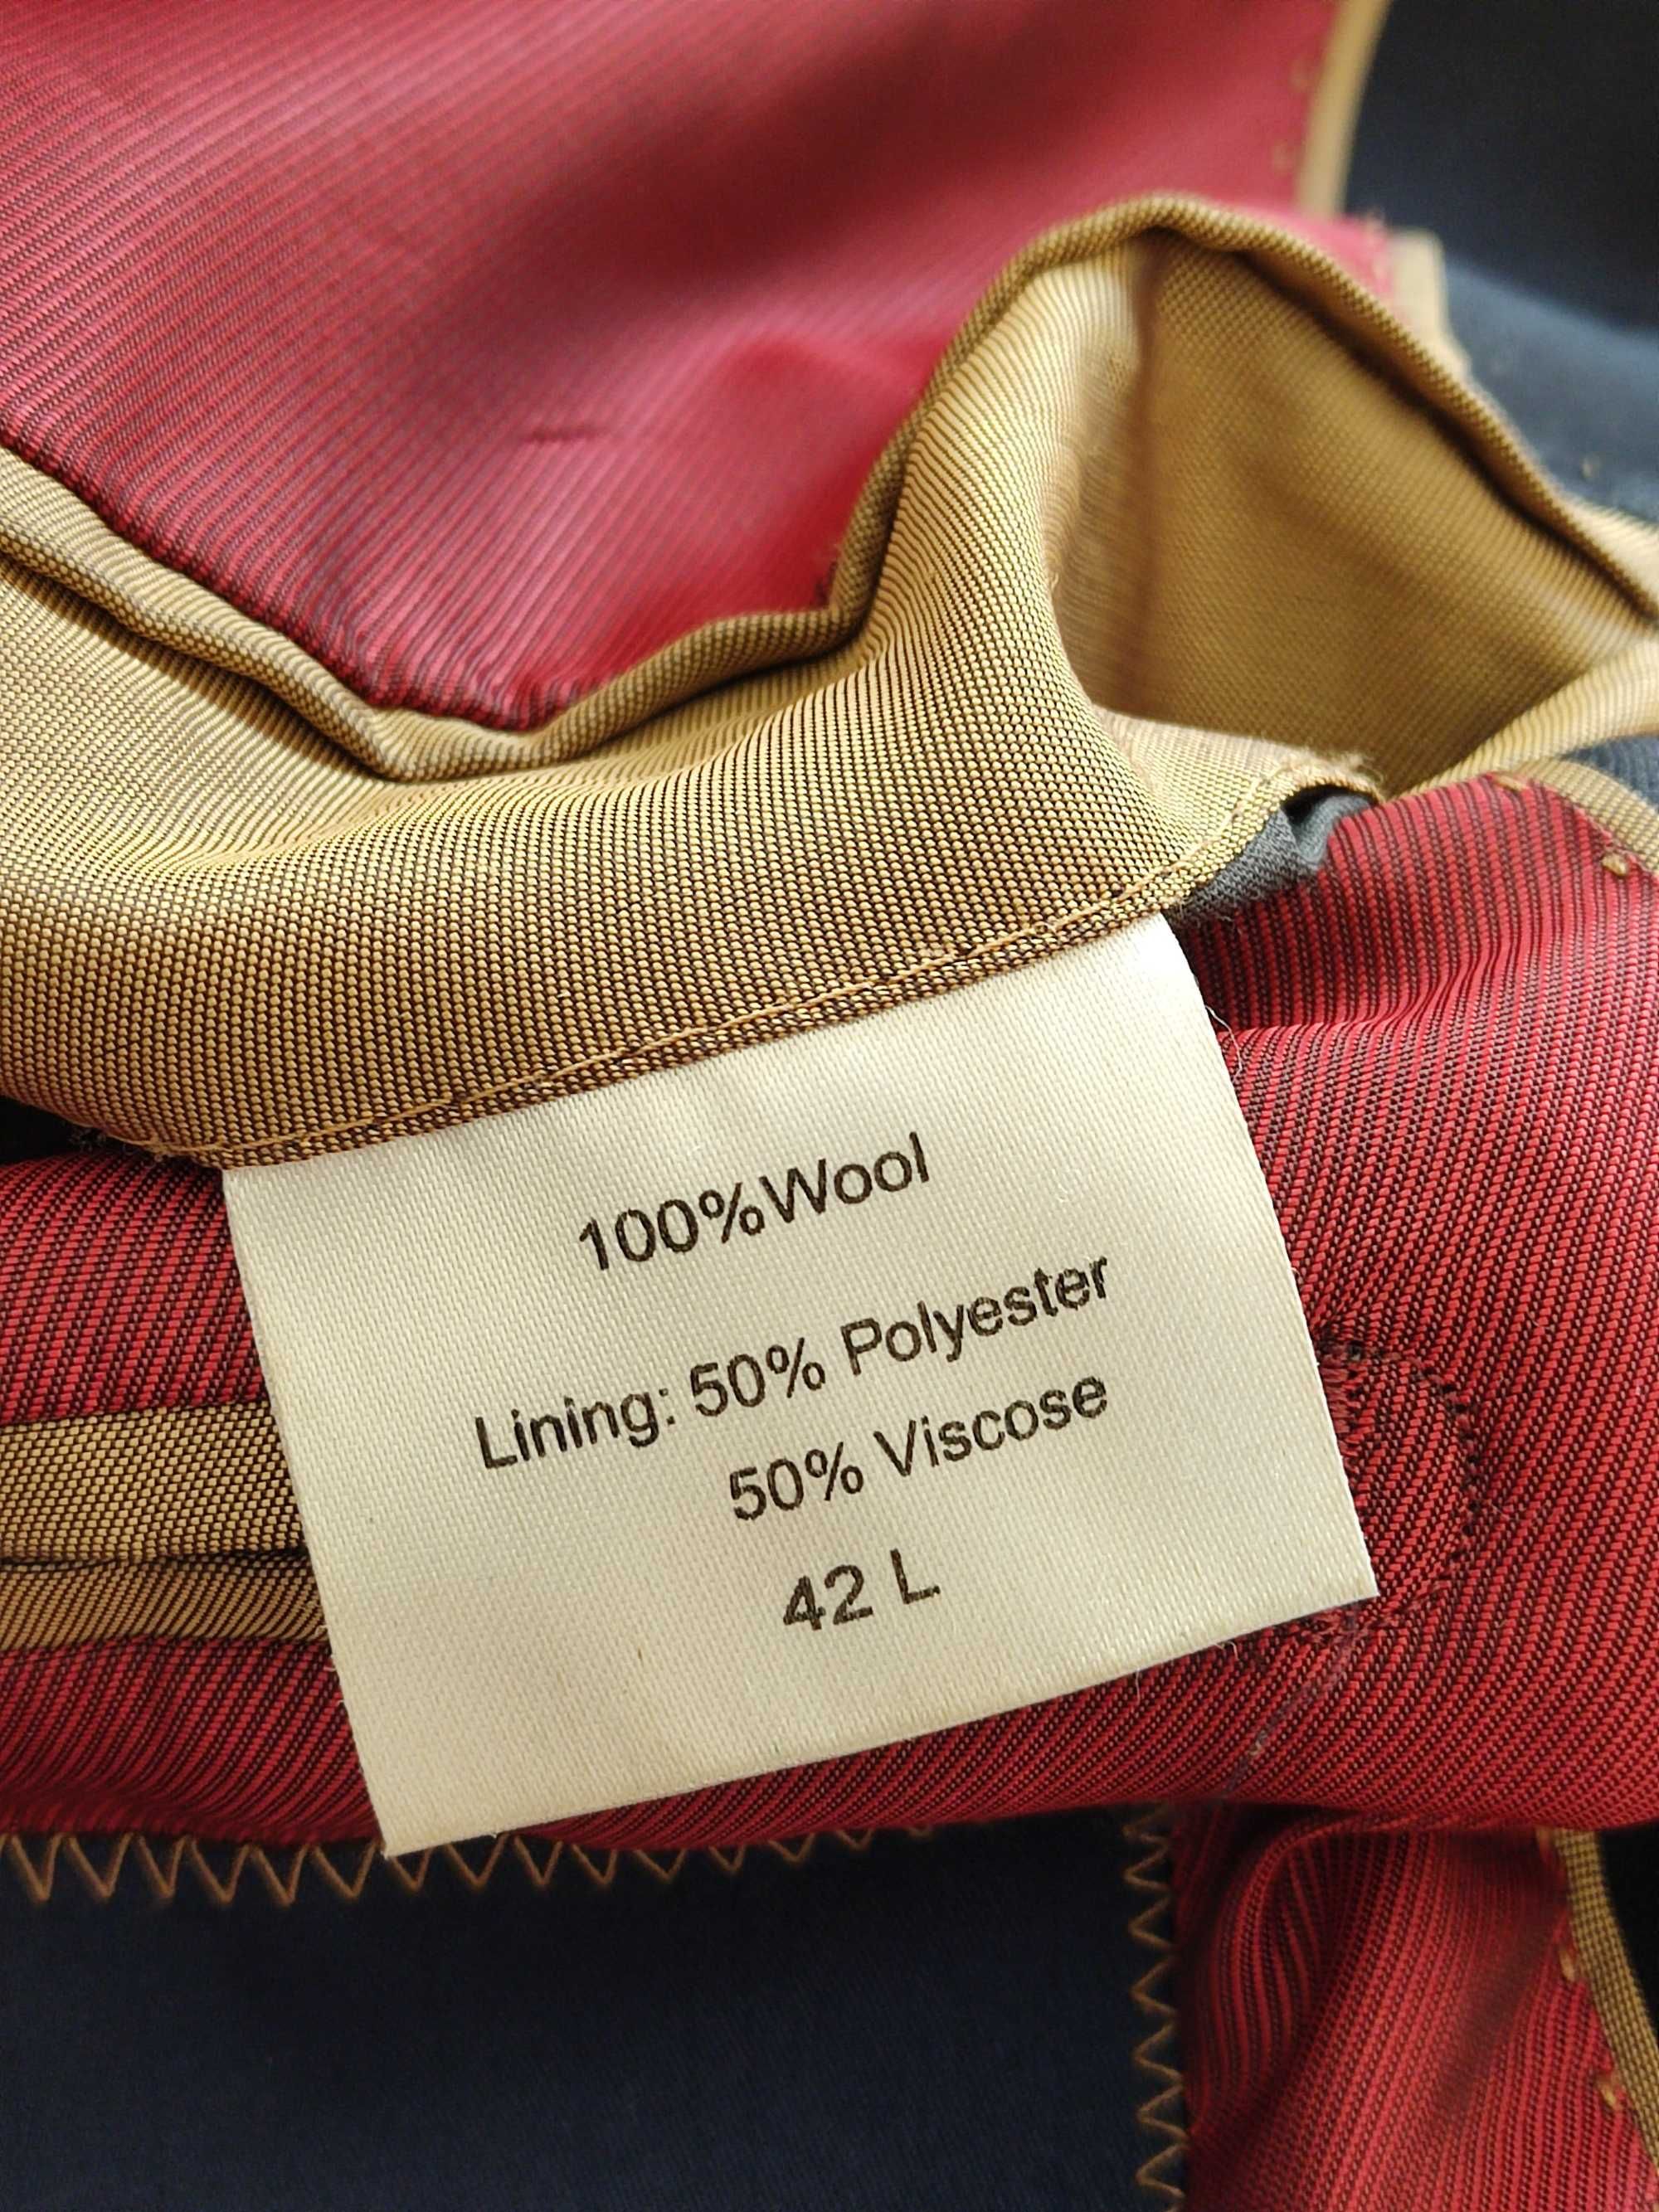 100%Wool
Lining: 50% Polyester
50% Viscose
42 L